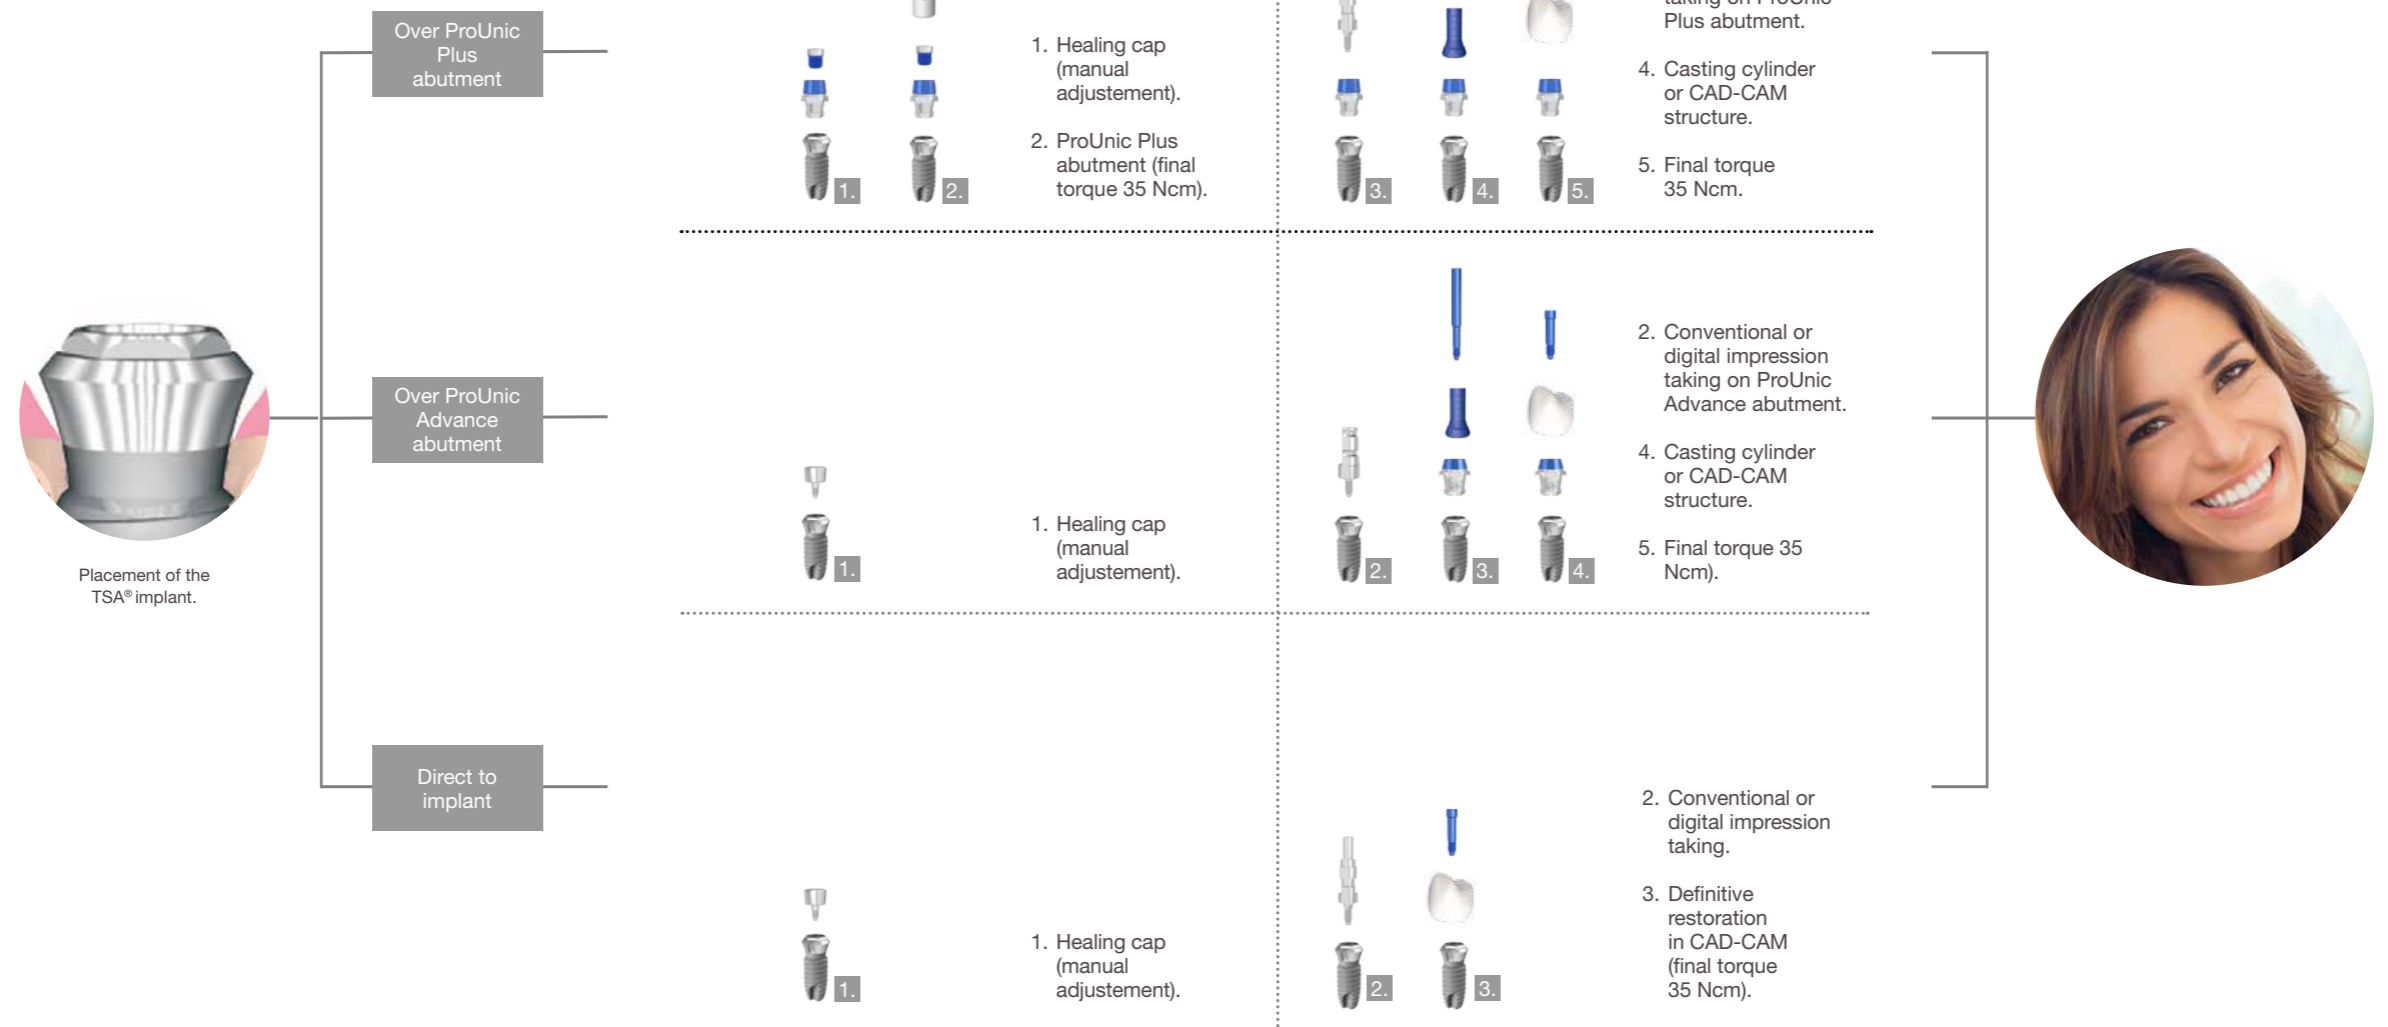 Over ProUnic
Plus
abutment
1. Healing cap
(manual
adjustement).
2. ProUnic Plus
abutment (final
torque 35 Ncm).
1.
2.
3.
4.
5.
taking on ProUnic
Plus abutment.
4. Casting cylinder
or CAD-CAM
structure.
5. Final torque
35 Ncm.
Placement of the
TSA® implant.
Over ProUnic
Advance
abutment
1.
1. Healing cap
(manual
adjustement).
2.
3.
4.
2. Conventional or
digital impression
taking on ProUnic
Advance abutment.
4. Casting cylinder
or CAD-CAM
structure.
5. Final torque 35
Ncm).
Direct to
implant
1.
1. Healing cap
(manual
adjustement).
2.
3.
2. Conventional or
digital impression
taking.
3. Definitive
restoration
in CAD-CAM
(final torque
35 Ncm).